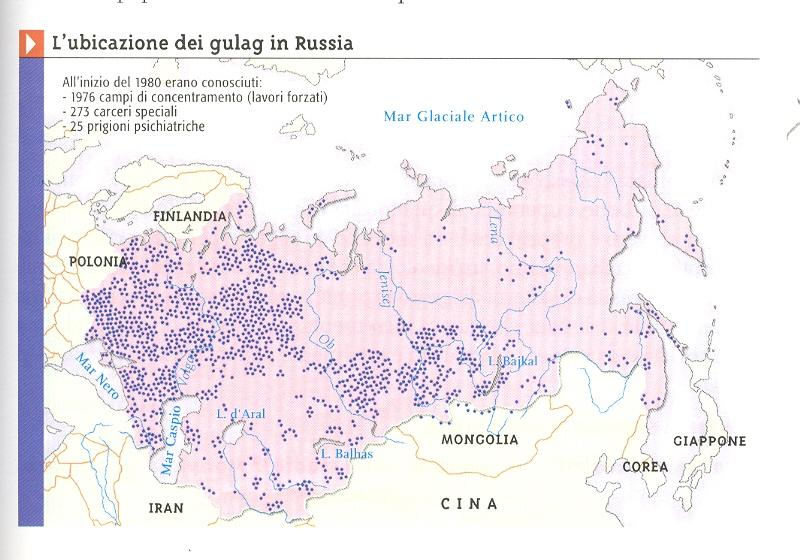 L'ubicazione dei gulag in Russia
All'inizio del 1980 erano conosciuti:
- 1976 campi di concentramento (lavori forzati)
- 273 carceri speciali
- 25 prigioni psichiatriche
Mar Glaciale Artico
FINLANDIA
Lena
POLONIA
Jenisej
Ob
Volga
L. Bajkal
Mar Nero
L. d'Aral
Mar Caspio
MONGOLIA
GIAPPONE
L. Balhaš
COREA
IRAN
CINA